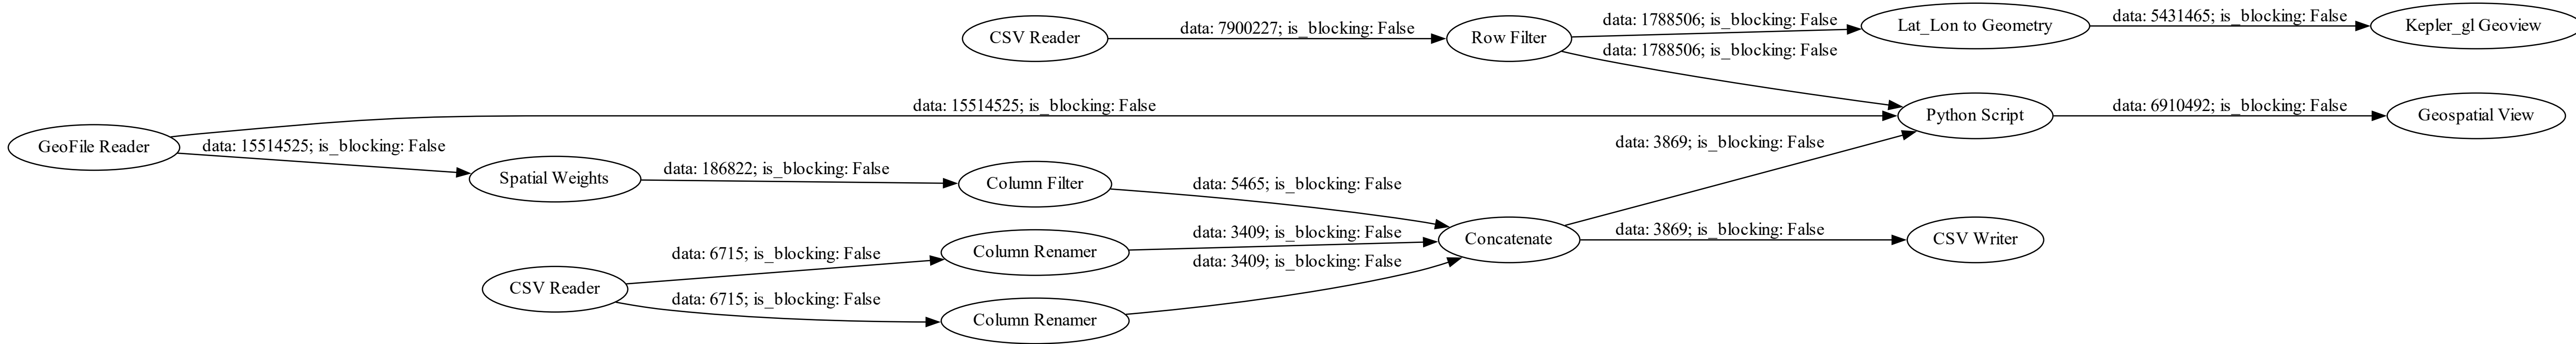 CSV Reader
data: 7900227; is_blocking: False
Row Filter
data: 1788506; is_blocking: False
Lat_Lon to Geometry
data: 5431465; is_blocking: False
Kepler_gl Geoview
data: 1788506; is_blocking: False
GeoFile Reader
data: 15514525; is_blocking: False
Python Script
data: 6910492; is_blocking: False
Geospatial View
data: 15514525; is_blocking: False
Spatial Weights
data: 186822; is_blocking: False
Column Filter
data: 5465; is_blocking: False
data: 3869; is_blocking: False
CSV Reader
data: 6715; is_blocking: False
Column Renamer
data: 3409; is_blocking: False
Concatenate
data: 3869; is_blocking: False
CSV Writer
data: 6715; is_blocking: False
Column Renamer
data: 3409; is_blocking: False